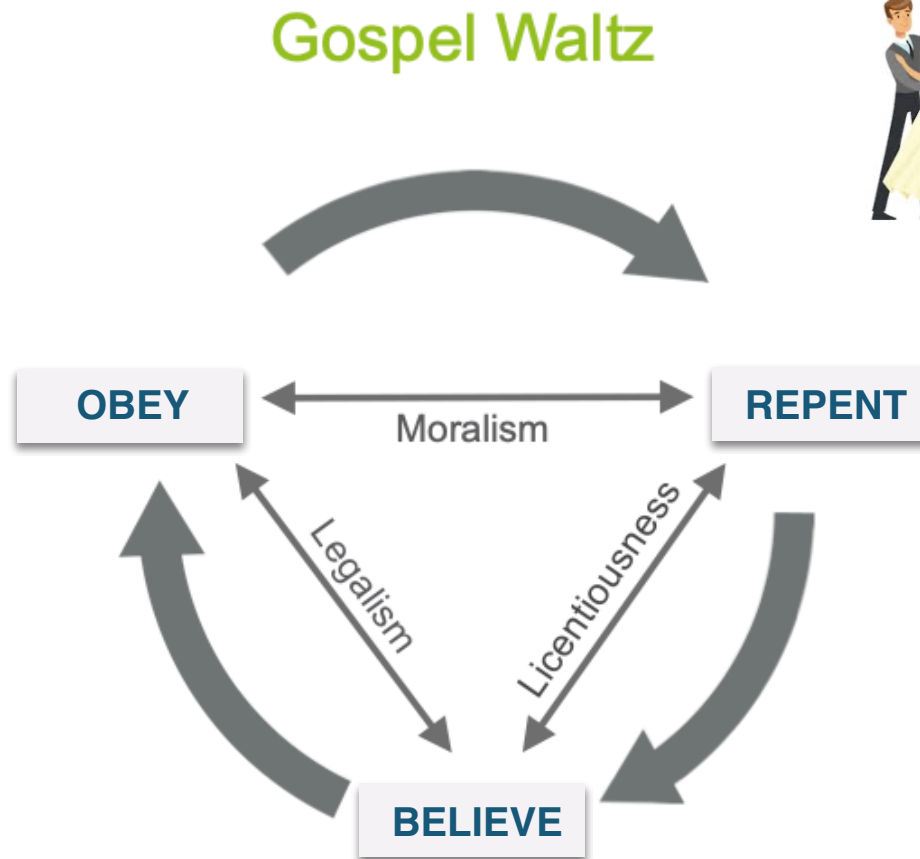 Gospel Waltz
OBEY
Moralism
REPENT
Legalism
Licentiousness
BELIEVE